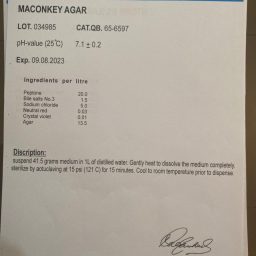 MACONKEY AGAR
LOT. 034985 CAT.QB. 65-6597
pH-value (25℃) 7.1 ± 0.2
Exp. 09.08.2023
Ingredients per litre
Peptone 20.0
Bile salts No.3 1.5
Sodium chloride 5.0
Neutral red 0.03
Crystal violet 0.01
Agar 13.5
Discription:
suspend 41.5 grams medium in 1L of distilled water. Gently heat to dissolve the medium completely.
sterilize by autuclaving at 15 psi (121 C) for 15 minutes. Cool to room temperature prior to dispense